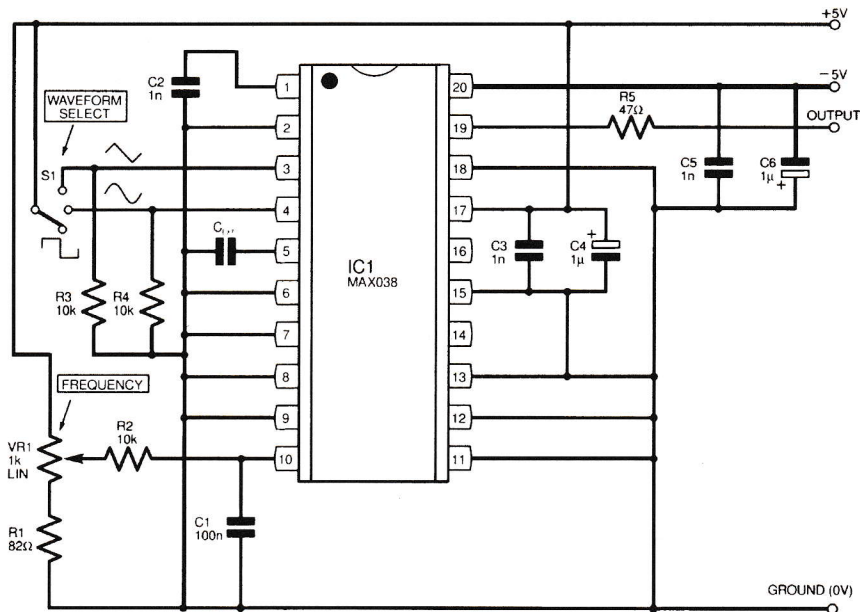 +5V
C2
1n
−5V
WAVEFORM
SELECT
R5
47Ω
OUTPUT
S1
C5
1n
C6
1μ
+
1
2
3
4
5
6
7
8
9
10
20
19
18
17
16
15
14
13
12
11
IC1
MAX038
C3
1n
+
C4
1μ
R3
10k
R4
10k
FREQUENCY
VR1
1k
LIN
R2
10k
R1
82Ω
C1
100n
GROUND (0V)